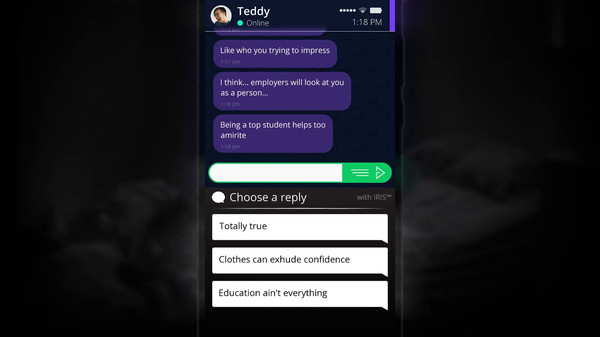 Teddy
Online
1:18 PM
Like who you trying to impress
1:17 pm
I think... employers will look at you
as a person...
1:18 pm
Being a top student helps too
amirite
1:18 pm
Choose a reply
with IRIS™
Totally true
Clothes can exhude confidence
Education ain't everything